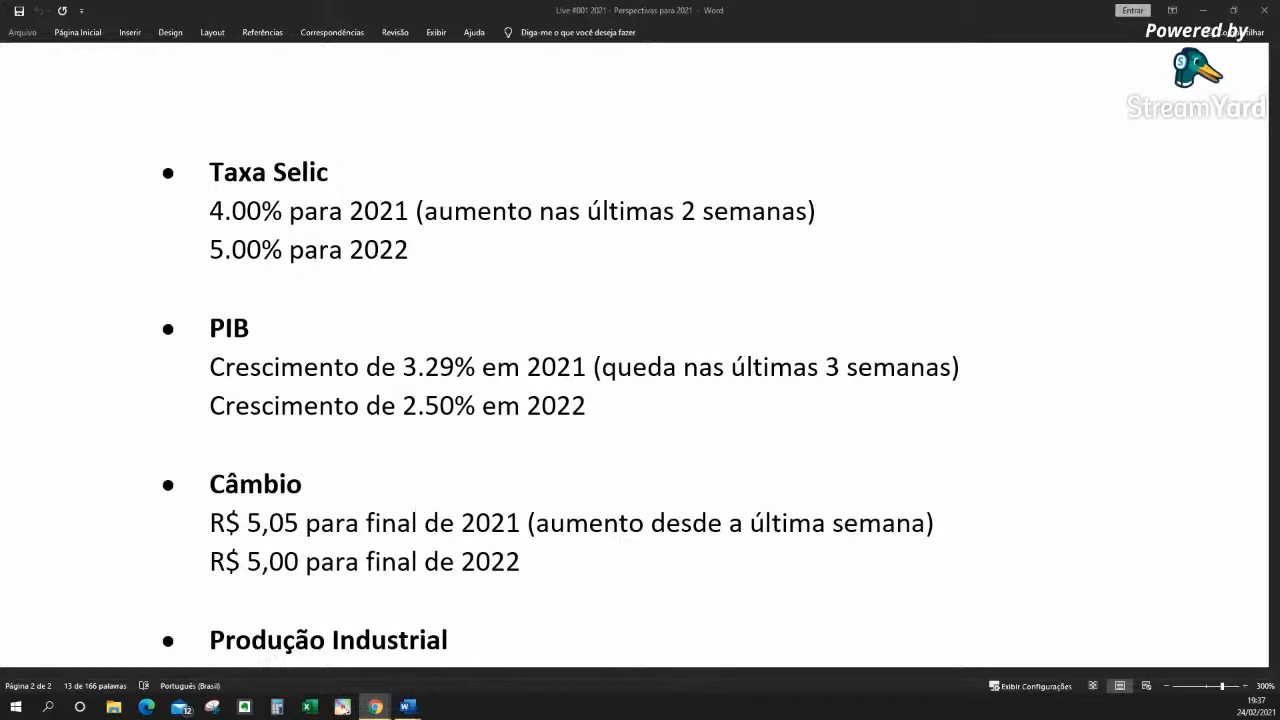 Live #001 2021 - Perspectivas para 2021 - Word
Entrar
Arquivo Página Inicial Inserir Design Layout Referências Correspondências Revisão Exibir Ajuda Diga-me o que você deseja fazer
Powered by
StreamYard
• Taxa Selic
4.00% para 2021 (aumento nas últimas 2 semanas)
5.00% para 2022
• PIB
Crescimento de 3.29% em 2021 (queda nas últimas 3 semanas)
Crescimento de 2.50% em 2022
• Câmbio
R$ 5,05 para final de 2021 (aumento desde a última semana)
R$ 5,00 para final de 2022
• Produção Industrial
Página 2 de 2 13 de 166 palavras Português (Brasil) Exibir Configurações 300%
19:37
24/02/2021